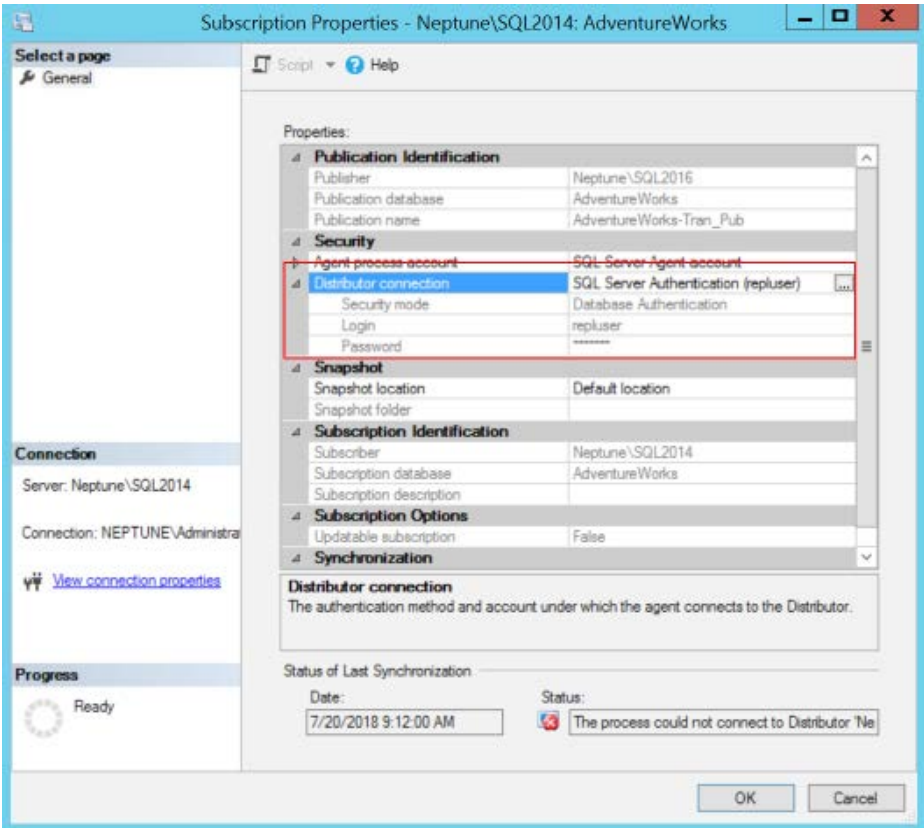 Subscription Properties - Neptune\SQL2014: AdventureWorks
Select a page
General
Script
Help
Properties:
Publication Identification
Publisher Neptune\SQL2016
Publication database AdventureWorks
Publication name AdventureWorks-Tran_Pub
Security
Agent process account SQL Server Agent account
Distributor connection SQL Server Authentication (repluser) ...
Security mode Database Authentication
Login repluser
Password *******
Snapshot
Snapshot location Default location
Snapshot folder
Subscription Identification
Subscriber Neptune\SQL2014
Subscription database AdventureWorks
Subscription description
Subscription Options
Updatable subscription False
Synchronization
Connection
Server: Neptune\SQL2014
Connection: NEPTUNE\Administra
View connection properties
Distributor connection
The authentication method and account under which the agent connects to the Distributor.
Progress
Ready
Status of Last Synchronization
Date: Status:
7/20/2018 9:12:00 AM The process could not connect to Distributor 'Ne
OK Cancel